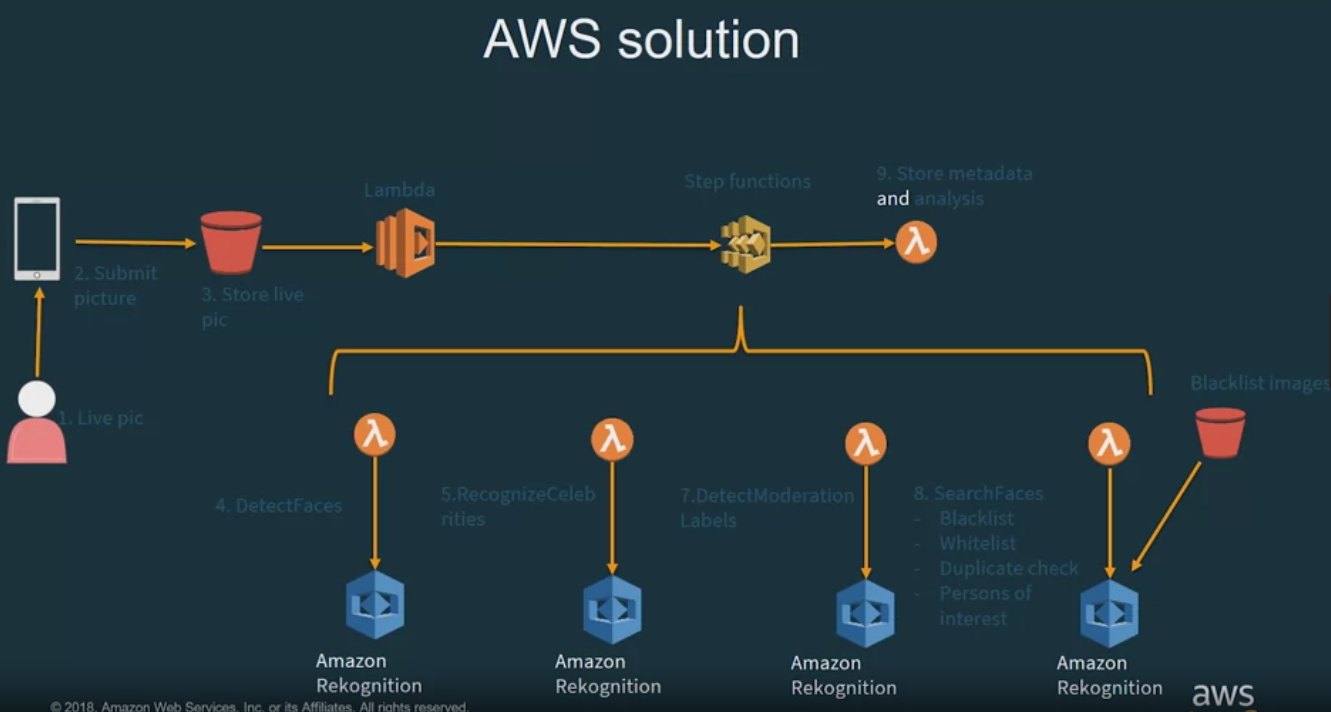 AWS solution
Lambda
Step functions
9. Store metadata
and analysis
2. Submit
picture
3. Store live
pic
1. Live pic
Blacklist images
4. DetectFaces
5.RecognizeCeleb
rities
7.DetectModeration
Labels
8. SearchFaces
- Blacklist
- Whitelist
- Duplicate check
- Persons of
interest
Amazon
Rekognition
Amazon
Rekognition
Amazon
Rekognition
Amazon
Rekognition
aws
© 2018, Amazon Web Services, Inc. or its Affiliates. All rights reserved.